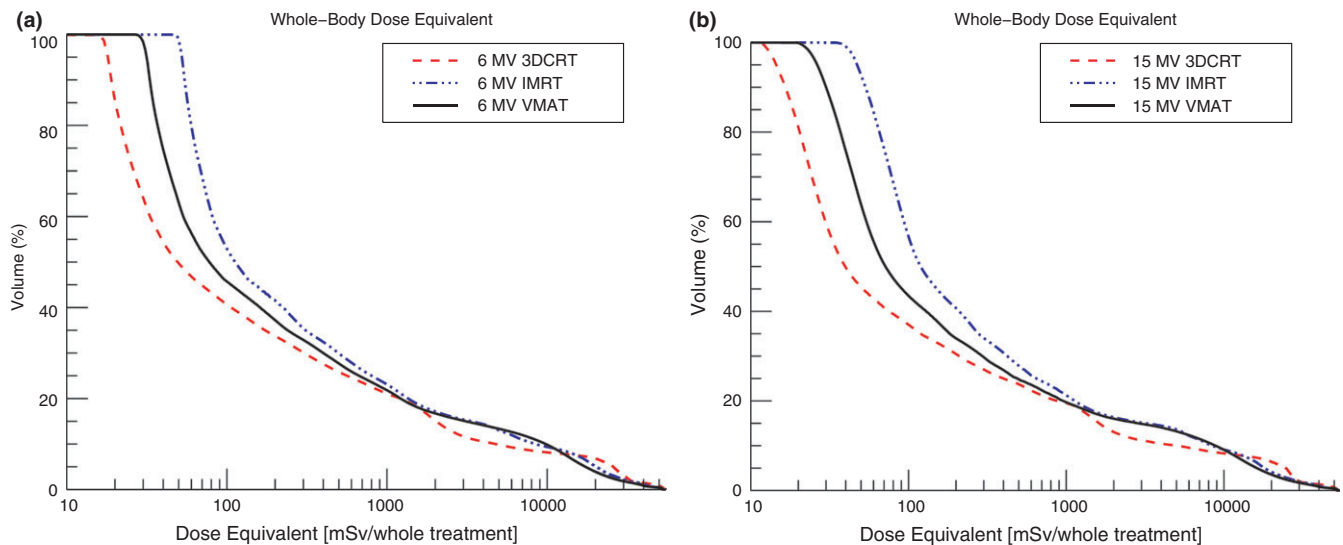 (a)
Whole-Body Dose Equivalent
6 MV 3DCRT
6 MV IMRT
6 MV VMAT
Volume (%)
100
80
60
40
20
0
10
100
1000
10000
Dose Equivalent [mSv/whole treatment]
(b)
Whole-Body Dose Equivalent
15 MV 3DCRT
15 MV IMRT
15 MV VMAT
Volume (%)
100
80
60
40
20
0
10
100
1000
10000
Dose Equivalent [mSv/whole treatment]